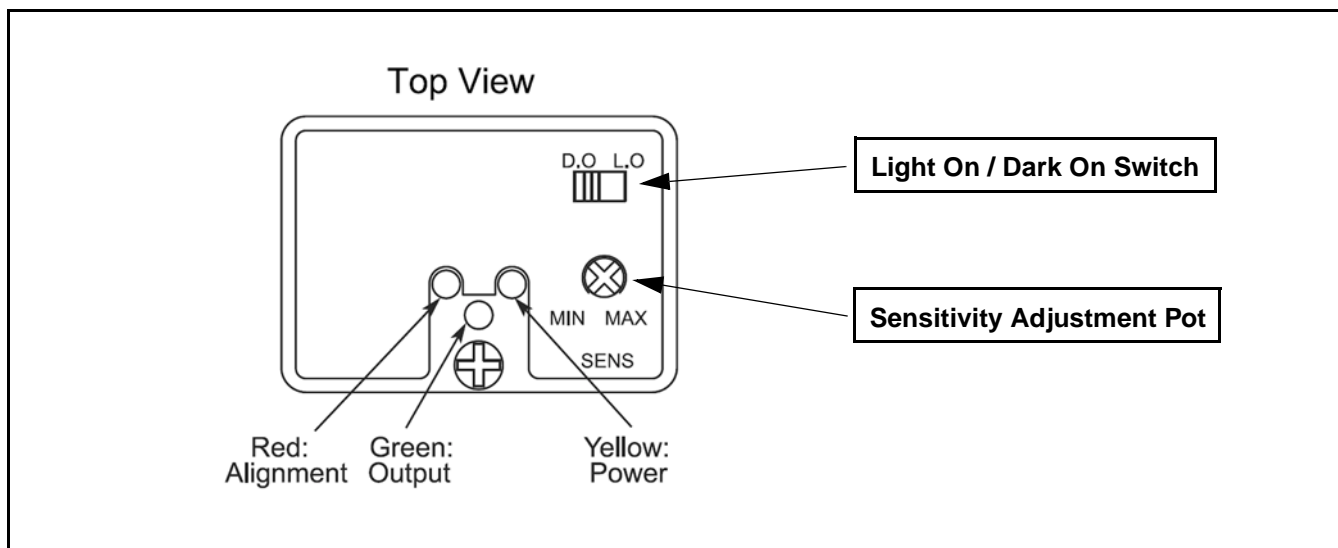 Top View
D.O L.O
Light On / Dark On Switch
MIN MAX
Sensitivity Adjustment Pot
SENS
Red:
Alignment
Green:
Output
Yellow:
Power